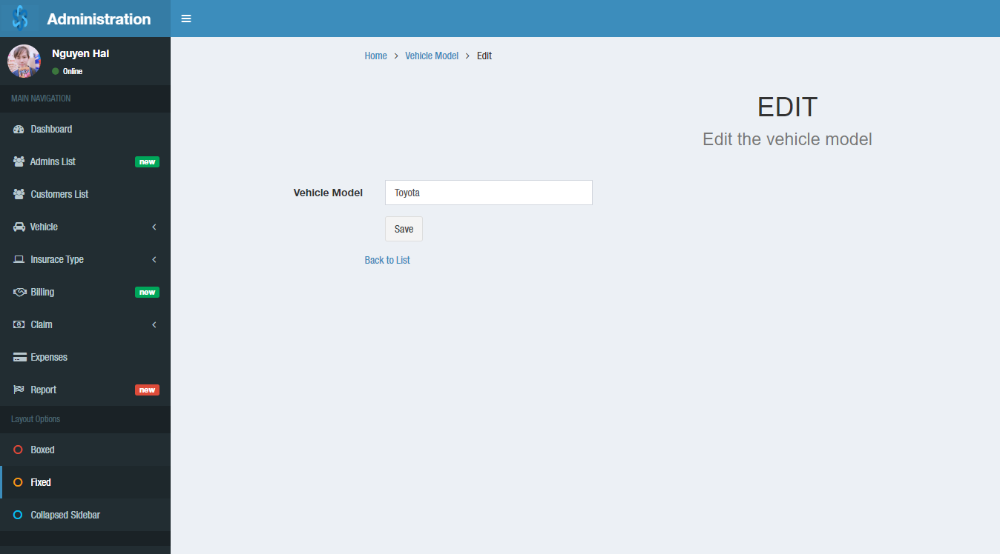 Administration
Nguyen Hal
Online
MAIN NAVIGATION
Dashboard
Admins List new
Customers List
Vehicle
Insurace Type
Billing new
Claim
Expenses
Report new
Layout Options
Boxed
Fixed
Collapsed Sidebar
Home > Vehicle Model > Edit
EDIT
Edit the vehicle model
Vehicle Model Toyota
Save
Back to List